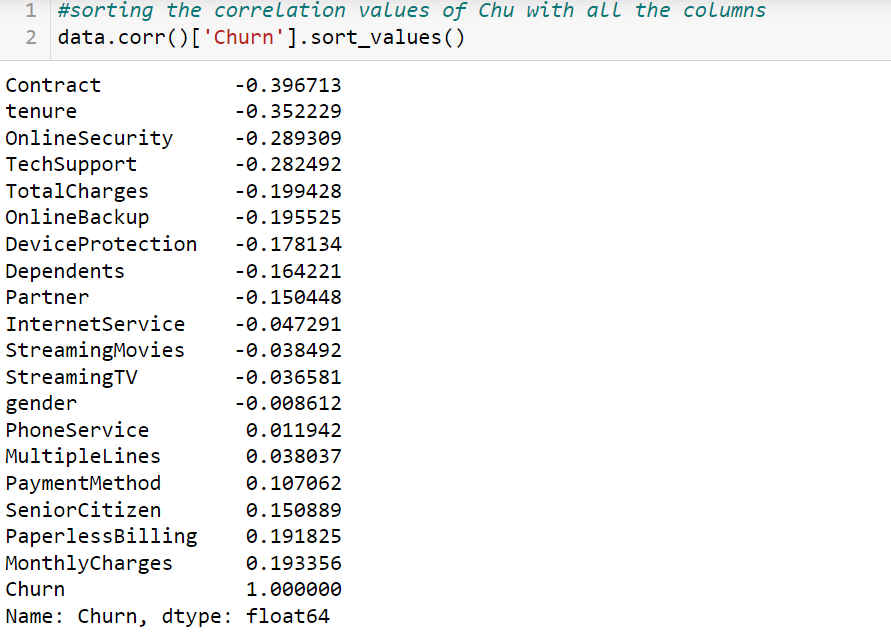 1 #sorting the correlation values of Chu with all the columns
2 data.corr()['Churn'].sort_values()
Contract -0.396713
tenure -0.352229
OnlineSecurity -0.289309
TechSupport -0.282492
TotalCharges -0.199428
OnlineBackup -0.195525
DeviceProtection -0.178134
Dependents -0.164221
Partner -0.150448
InternetService -0.047291
StreamingMovies -0.038492
StreamingTV -0.036581
gender -0.008612
PhoneService 0.011942
MultipleLines 0.038037
PaymentMethod 0.107062
SeniorCitizen 0.150889
PaperlessBilling 0.191825
MonthlyCharges 0.193356
Churn 1.000000
Name: Churn, dtype: float64